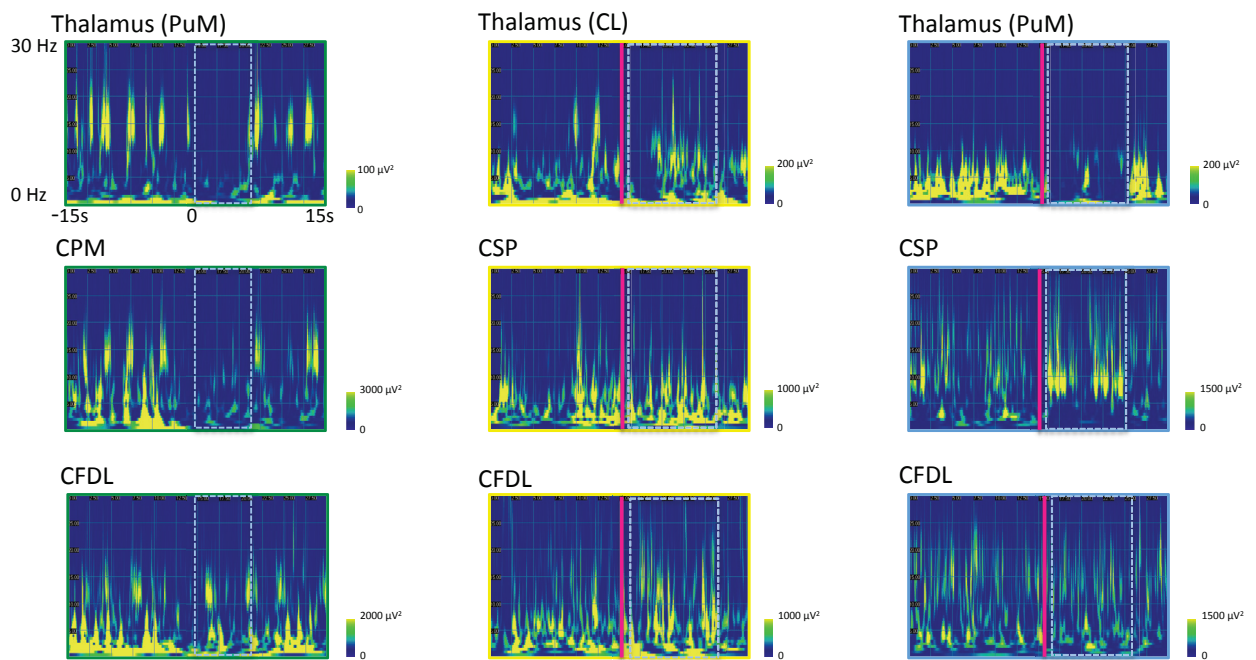 Thalamus (PuM)
Thalamus (CL)
Thalamus (PuM)
30 Hz
0 Hz
100 µV²
0
200 µV²
0
200 µV²
0
-15s
0
15s
CPM
CSP
CSP
3000 µV²
0
1000 µV²
0
1500 µV²
0
CFDL
CFDL
CFDL
2000 µV²
0
1000 µV²
0
1500 µV²
0